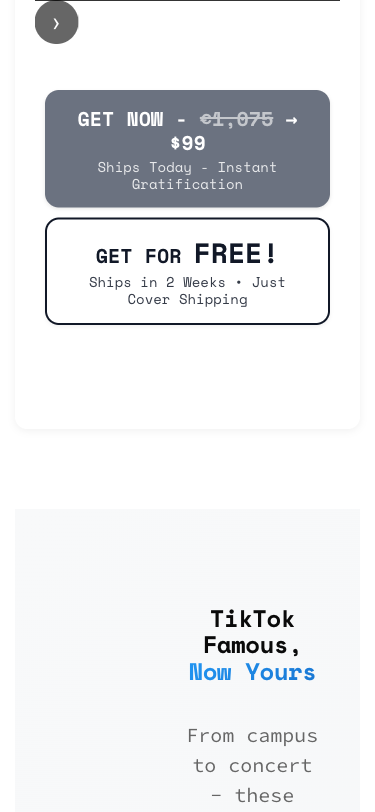 ›
GET NOW - €1,075 →
$99
Ships Today - Instant
Gratification
GET FOR FREE!
Ships in 2 Weeks • Just
Cover Shipping
TikTok
Famous,
Now Yours
From campus
to concert
– these